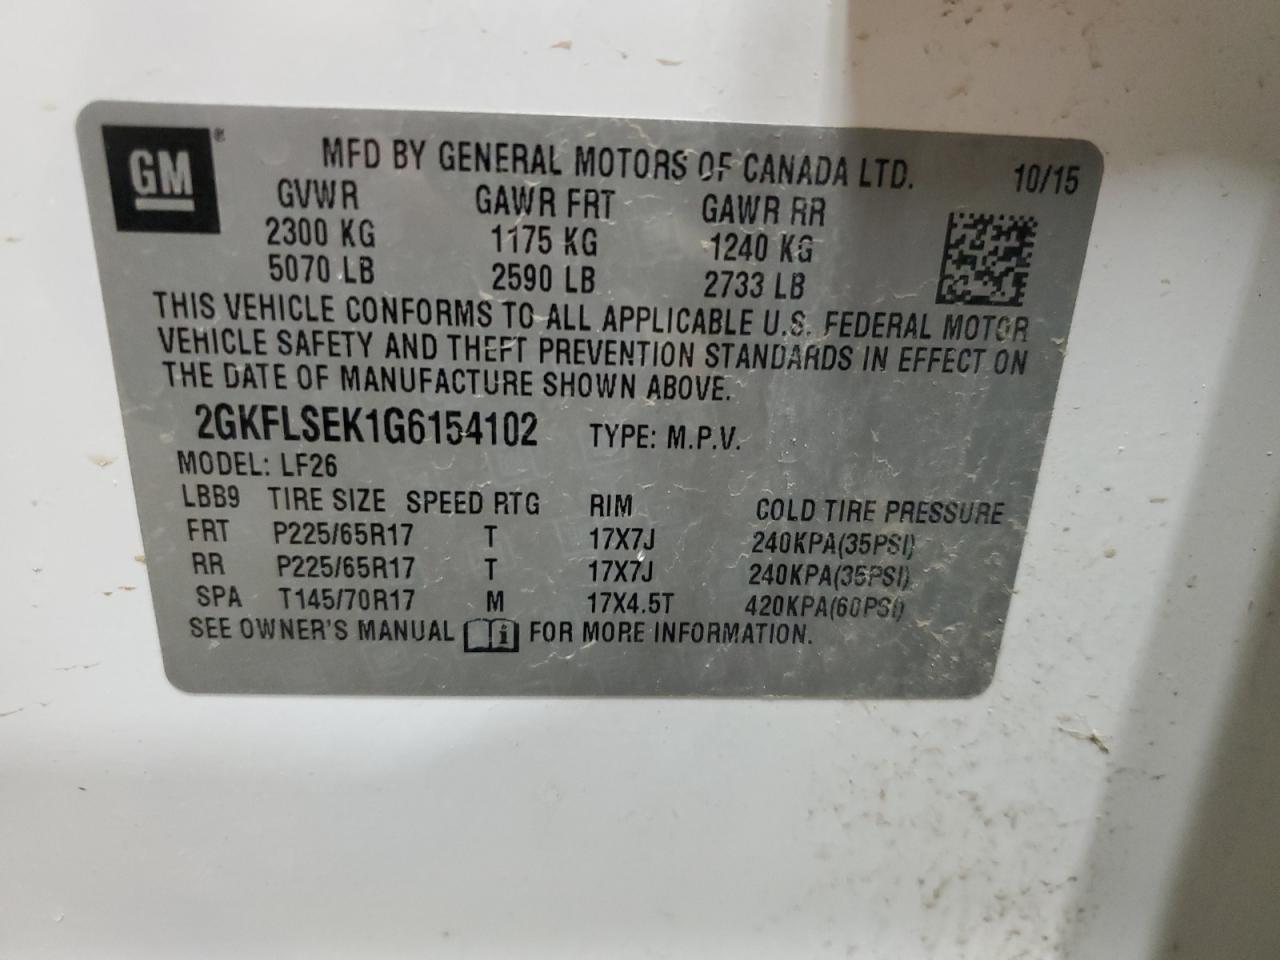 GM®
MFD BY GENERAL MOTORS OF CANADA LTD. 10/15
GVWR GAWR FRT GAWR RR
2300 KG 1175 KG 1240 KG
5070 LB 2590 LB 2733 LB
THIS VEHICLE CONFORMS TO ALL APPLICABLE U.S. FEDERAL MOTOR
VEHICLE SAFETY AND THEFT PREVENTION STANDARDS IN EFFECT ON
THE DATE OF MANUFACTURE SHOWN ABOVE.
2GKFLSEK1G6154102 TYPE: M.P.V.
MODEL: LF26
LBB9 TIRE SIZE SPEED RTG RIM COLD TIRE PRESSURE
FRT P225/65R17 T 17X7J 240KPA(35PSI)
RR P225/65R17 T 17X7J 240KPA(35PSI)
SPA T145/70R17 M 17X4.5T 420KPA(60PSI)
SEE OWNER'S MANUAL i FOR MORE INFORMATION.